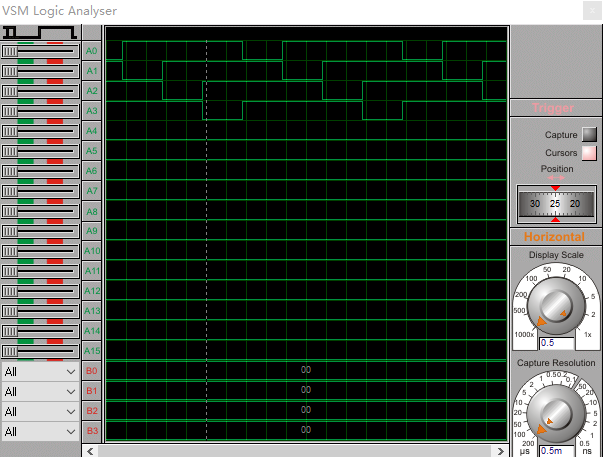 VSM Logic Analyser
A0
A1
A2
A3
A4
A5
A6
A7
A8
A9
A10
A11
A12
A13
A14
A15
All B0 00
All B1 00
All B2 00
All B3 00
Trigger
Capture
Cursors
Position
30 25 20
Horizontal
Display Scale
100 50 20 10 5 2 1x
200
500
1000x
0.5
Capture Resolution
1 0.5 0.2 0.1
2
5
10
20
50
100
200
50
20
10
5
2
1
0.5
µs ns
0.5m